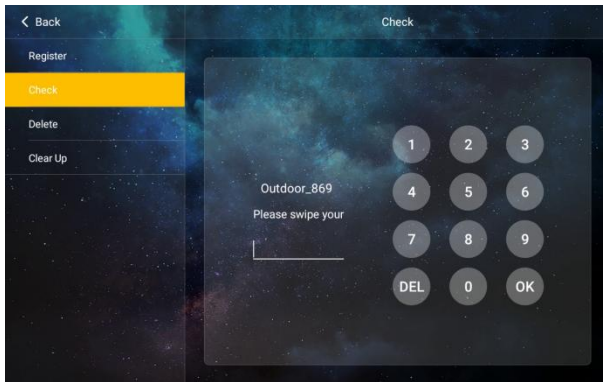 Back
Check
Register
Check
Delete
Clear Up
Outdoor_869
Please swipe your
1 2 3
4 5 6
7 8 9
DEL 0 OK